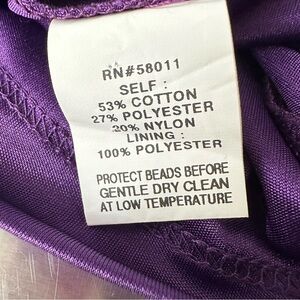 RN#58011
SELF :
53% COTTON
27% POLYESTER
20% NYLON
LINING :
100% POLYESTER
PROTECT BEADS BEFORE
GENTLE DRY CLEAN
AT LOW TEMPERATURE